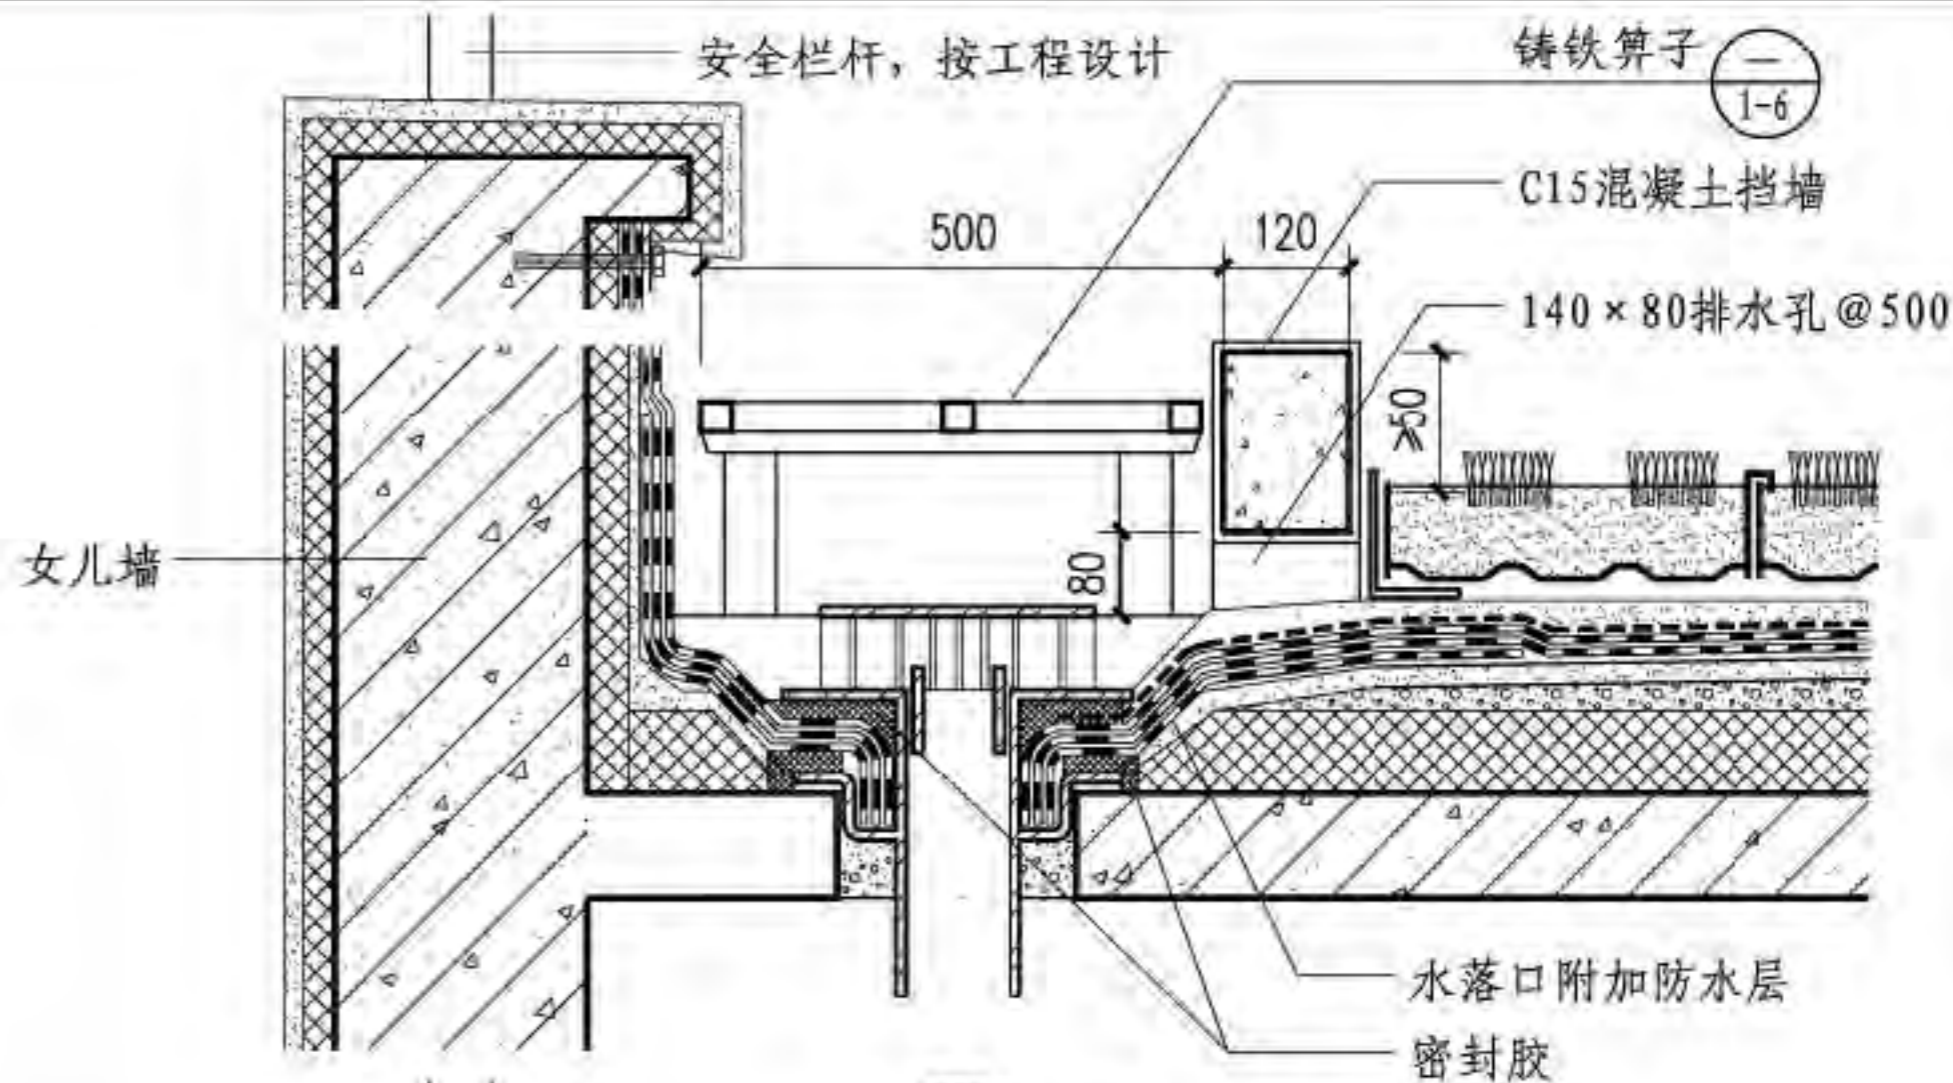 安全栏杆，按工程设计
铸铁箅子
一
1-6
C15混凝土挡墙
500
120
140×80排水孔@500
≥50
女儿墙
80
水落口附加防水层
密封胶